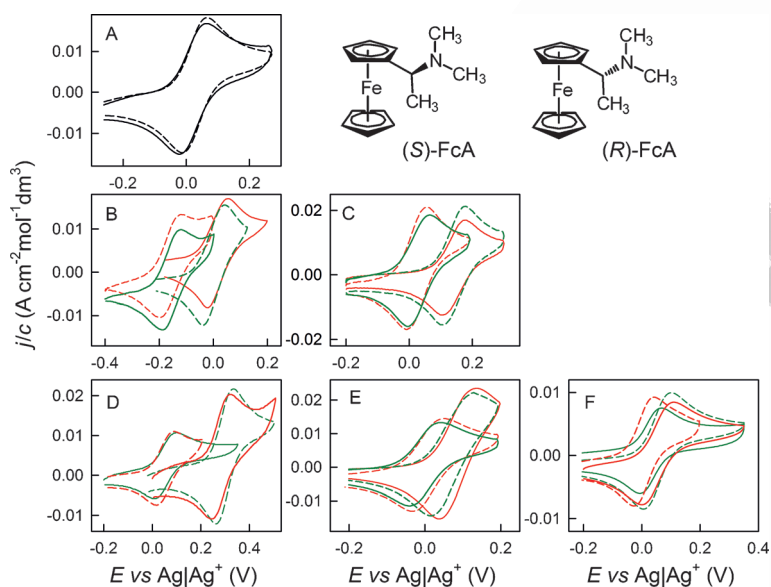 A
0.01
0.00
-0.01
-0.2
0.0
0.2
Fe
CH3
N
CH3
CH3
(S)-FcA
Fe
CH3
N
CH3
CH3
(R)-FcA
j/c (A cm-2mol-1dm3)
B
0.01
0.00
-0.01
-0.4
-0.2
0.0
0.2
C
0.02
0.00
-0.02
-0.2
0.0
0.2
D
0.02
0.01
0.00
-0.01
0.0
0.2
0.4
E vs Ag|Ag+ (V)
E
0.02
0.01
0.00
-0.01
-0.2
0.0
0.2
E vs Ag|Ag+ (V)
F
0.01
0.00
-0.01
-0.2
0.0
0.2
0.4
E vs Ag|Ag+ (V)